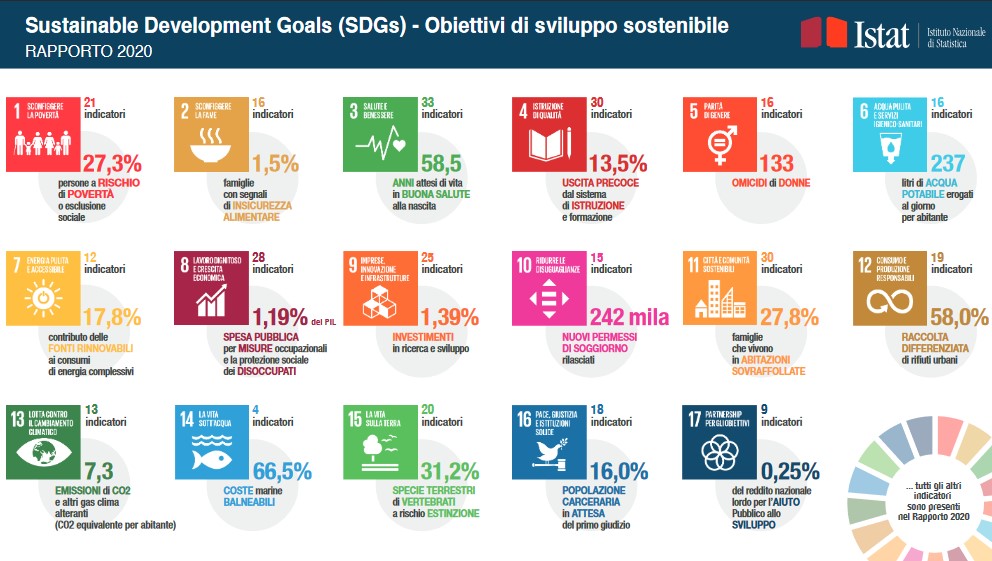 Sustainable Development Goals (SDGs) - Obiettivi di sviluppo sostenibile
RAPPORTO 2020
Istat
Istituto Nazionale
di Statistica
1 SCONFIGGERE
LA POVERTÀ
21
indicatori
27,3%
persone a RISCHIO
di POVERTÀ
o esclusione
sociale
2 SCONFIGGERE
LA FAME
16
indicatori
1,5%
famiglie
con segnali
di INSICUREZZA
ALIMENTARE
3 SALUTE E
BENESSERE
33
indicatori
58,5
ANNI attesi di vita
in BUONA SALUTE
alla nascita
4 ISTRUZIONE
DI QUALITÀ
30
indicatori
13,5%
USCITA PRECOCE
dal sistema
di ISTRUZIONE
e formazione
5 PARITÀ
DI GENERE
16
indicatori
133
OMICIDI di DONNE
6 ACQUA PULITA
E SERVIZI
IGIENICO-SANITARI
16
indicatori
237
litri di ACQUA
POTABILE erogati
al giorno
per abitante
7 ENERGIA PULITA
E ACCESSIBILE
12
indicatori
17,8%
contributo delle
FONTI RINNOVABILI
ai consumi
di energia complessivi
8 LAVORO DIGNITOSO
E CRESCITA
ECONOMICA
28
indicatori
1,19% del PIL
SPESA PUBBLICA
per MISURE occupazionali
e la protezione sociale
dei DISOCCUPATI
9 IMPRESE,
INNOVAZIONE
E INFRASTRUTTURE
25
indicatori
1,39%
INVESTIMENTI
in ricerca e sviluppo
10 RIDURRE LE
DISUGUAGLIANZE
15
indicatori
242 mila
NUOVI PERMESSI
DI SOGGIORNO
rilasciati
11 CITTÀ E COMUNITÀ
SOSTENIBILI
30
indicatori
27,8%
famiglie
che vivono
in ABITAZIONI
SOVRAFFOLLATE
12 CONSUMO E
PRODUZIONE
RESPONSABILI
19
indicatori
58,0%
RACCOLTA
DIFFERENZIATA
di rifiuti urbani
13 LOTTA CONTRO
IL CAMBIAMENTO
CLIMATICO
13
indicatori
7,3
EMISSIONI di CO2
e altri gas clima
alteranti
(CO2 equivalente per abitante)
14 LA VITA
SOTT'ACQUA
4
indicatori
66,5%
COSTE marine
BALNEABILI
15 LA VITA
SULLA TERRA
20
indicatori
31,2%
SPECIE TERRESTRI
di VERTEBRATI
a rischio ESTINZIONE
16 PACE, GIUSTIZIA
E ISTITUZIONI
SOLIDE
18
indicatori
16,0%
POPOLAZIONE
CARCERARIA
in ATTESA
del primo giudizio
17 PARTNERSHIP
PER GLI OBIETTIVI
9
indicatori
0,25%
del reddito nazionale
lordo per l'AIUTO
Pubblico allo
SVILUPPO
... tutti gli altri
indicatori
sono presenti
nel Rapporto 2020